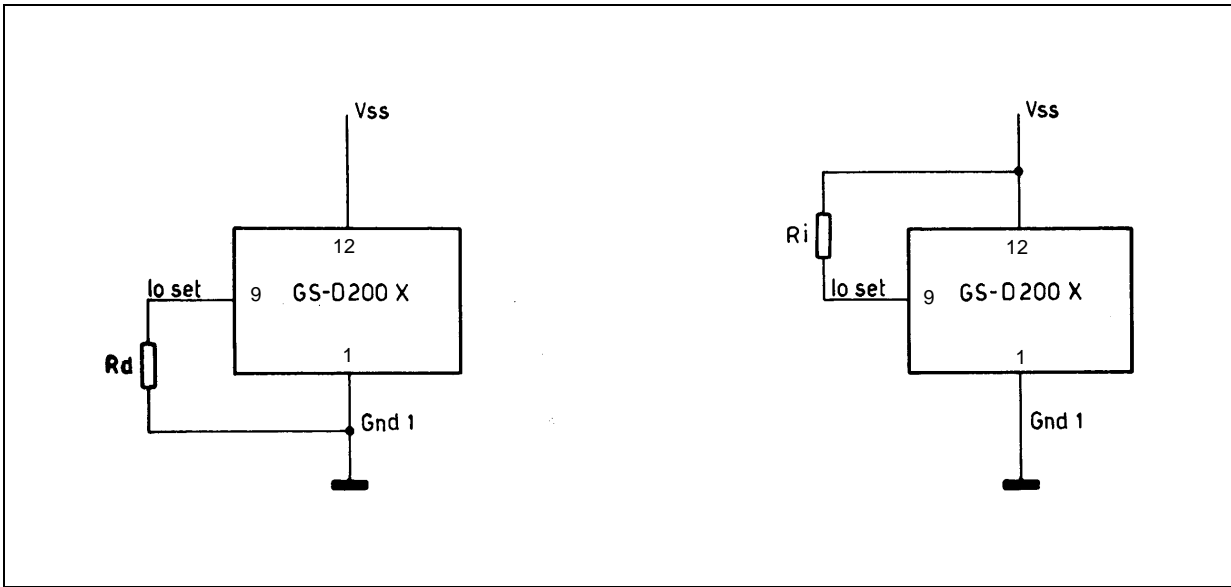 Vss
12
Io set
9
GS-D200 X
Rd
1
Gnd 1
Vss
Ri
12
Io set
9
GS-D200 X
1
Gnd 1